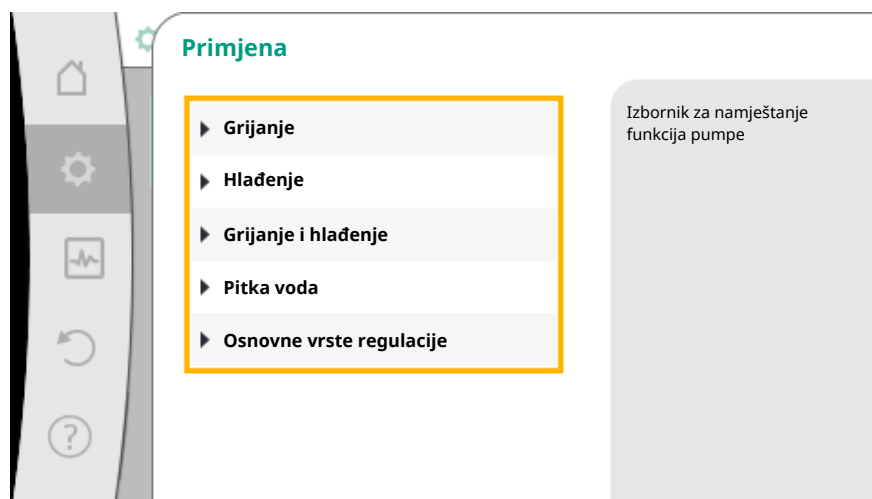 Primjena
Grijanje
Hlađenje
Grijanje i hlađenje
Pitka voda
Osnovne vrste regulacije
Izbornik za namještanje
funkcija pumpe
?